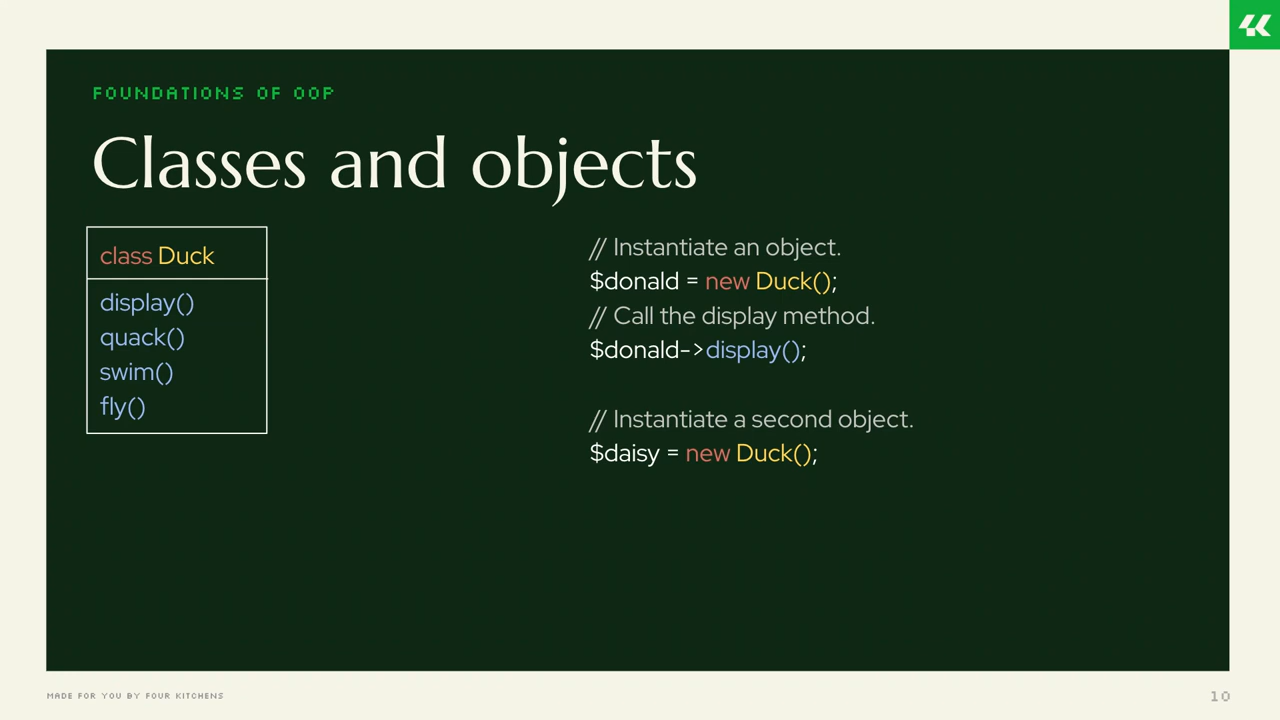 FOUNDATIONS OF OOP
Classes and objects
class Duck
display()
quack()
swim()
fly()
// Instantiate an object.
$donald = new Duck();
// Call the display method.
$donald->display();
// Instantiate a second object.
$daisy = new Duck();
MADE FOR YOU BY FOUR KITCHENS
10